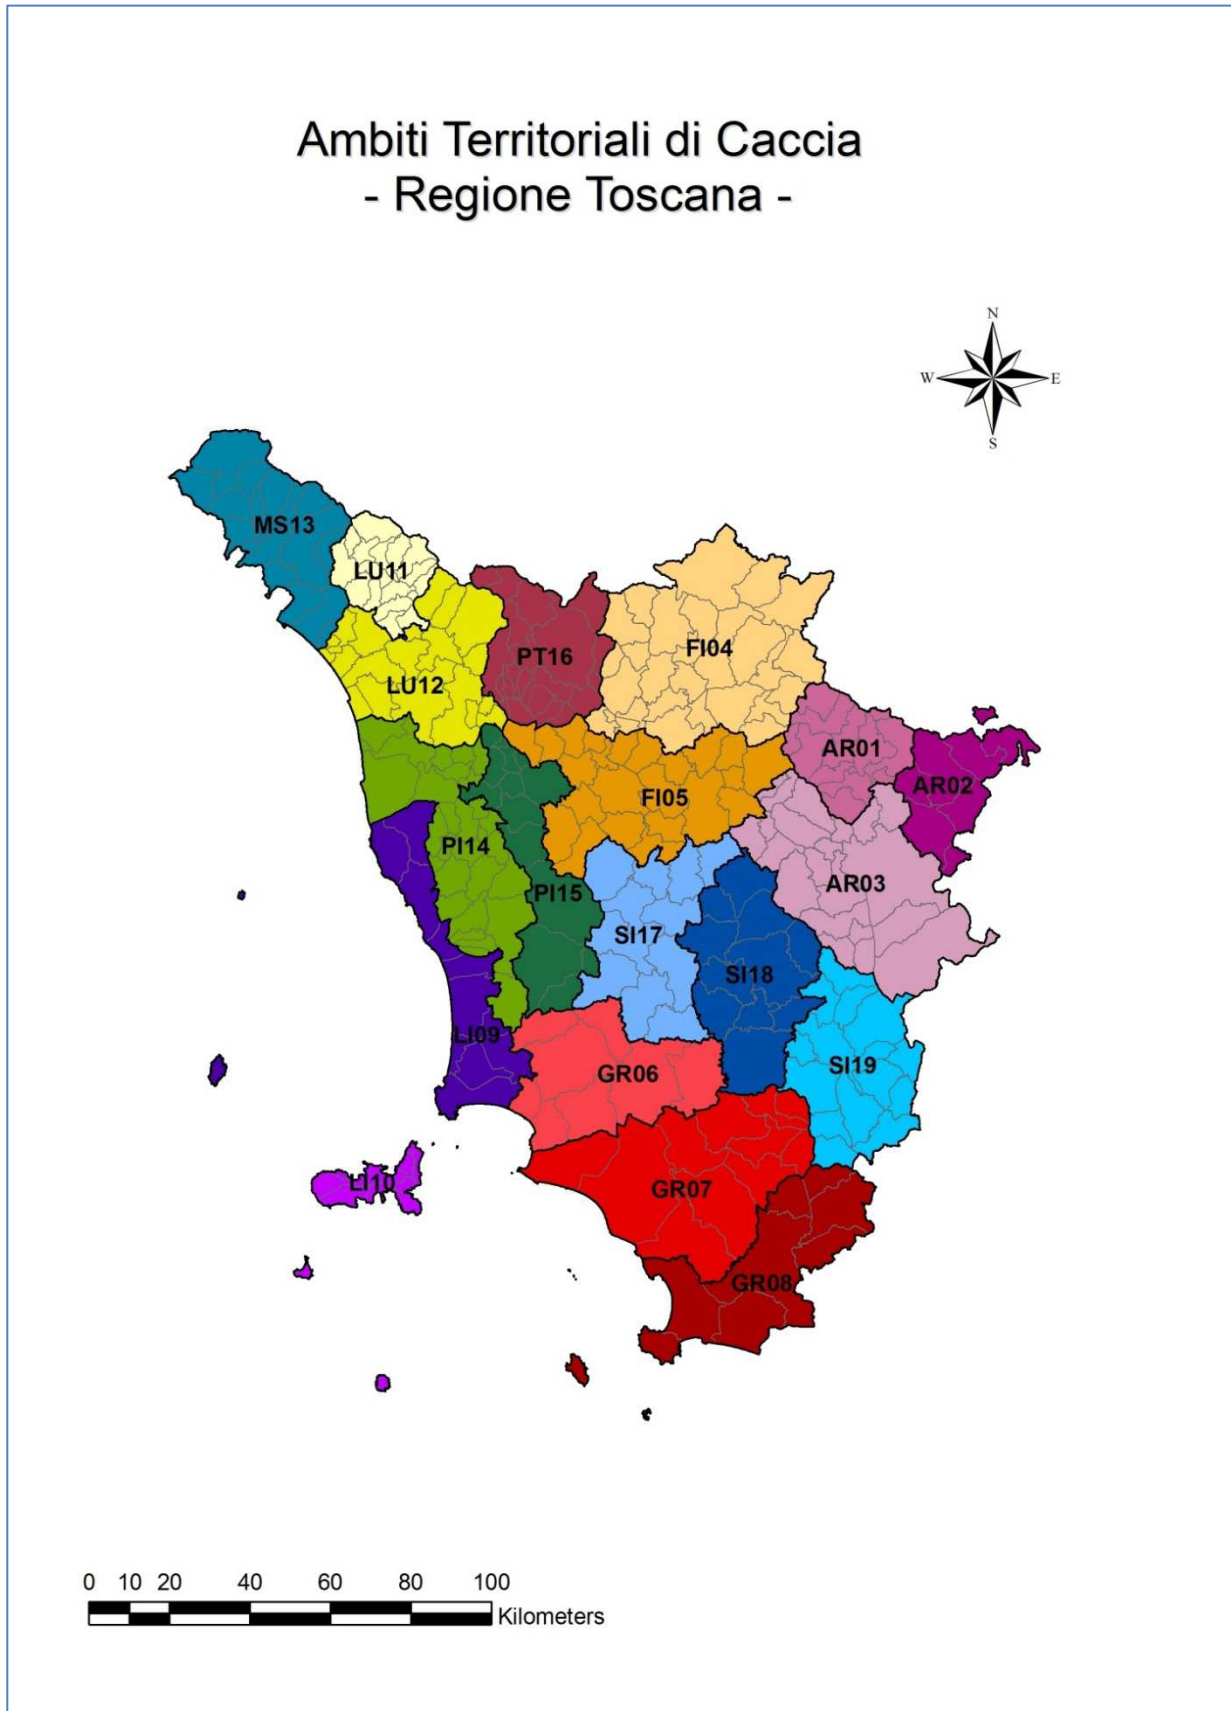 Ambiti Territoriali di Caccia
- Regione Toscana -
N
W
E
S
MS13
LU11
LU12
PT16
FI04
AR01
AR02
FI05
PI14
PI15
AR03
SI17
SI18
LI09
GR06
SI19
LI10
GR07
GR08
0 10 20 40 60 80 100
Kilometers